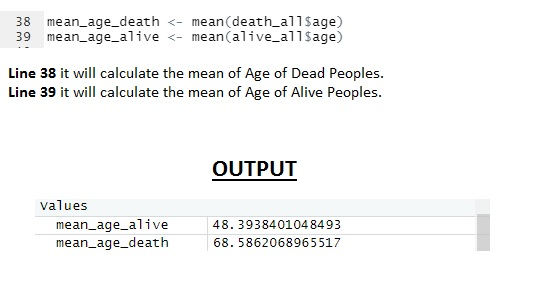 38 mean_age_death <- mean(death_all$age)
39 mean_age_alive <- mean(alive_all$age)
Line 38 it will calculate the mean of Age of Dead Peoples.
Line 39 it will calculate the mean of Age of Alive Peoples.
OUTPUT
values
mean_age_alive 48.3938401048493
mean_age_death 68.5862068965517